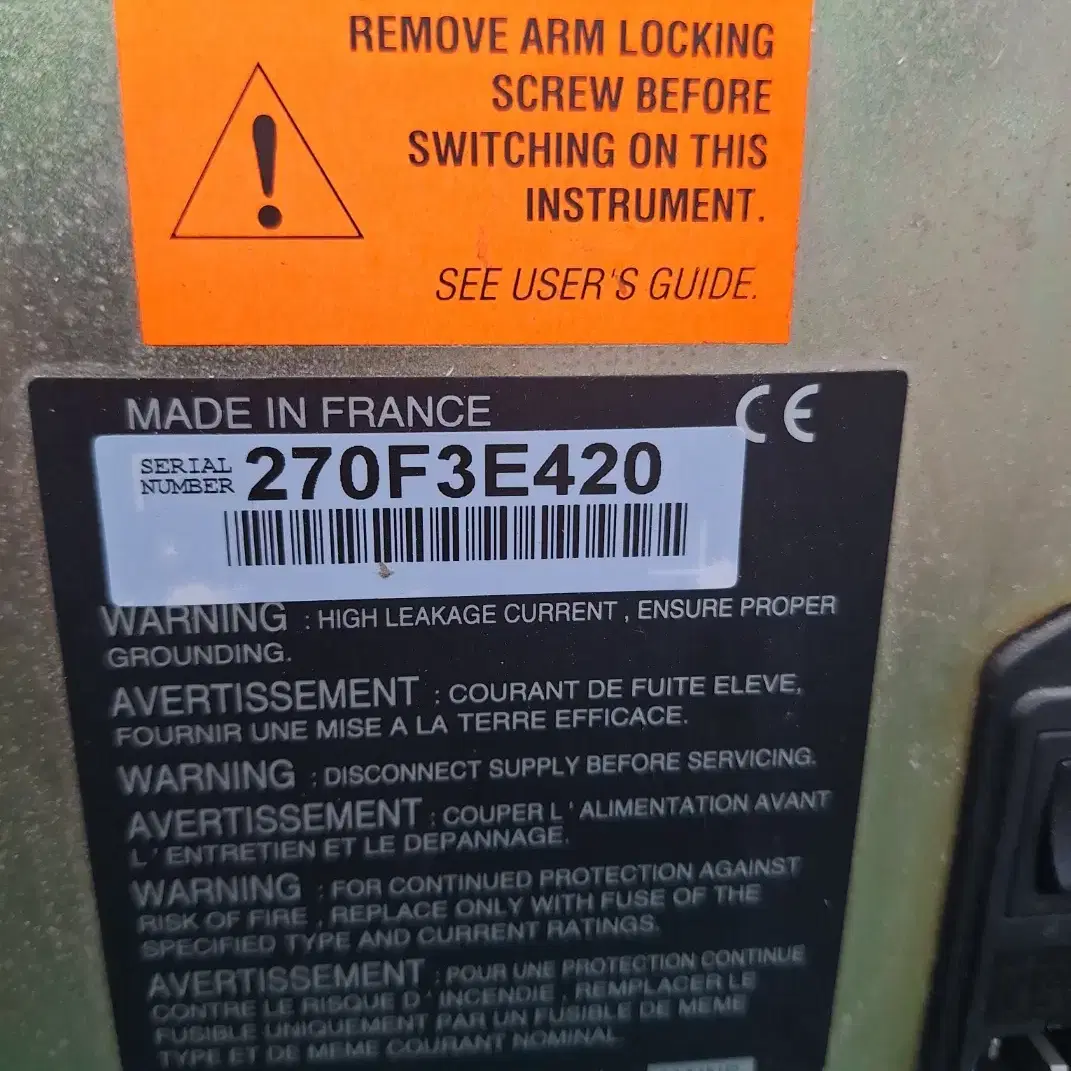 REMOVE ARM LOCKING
SCREW BEFORE
SWITCHING ON THIS
INSTRUMENT.
SEE USER'S GUIDE.
MADE IN FRANCE CE
SERIAL
NUMBER 270F3E420
WARNING : HIGH LEAKAGE CURRENT , ENSURE PROPER
GROUNDING.
AVERTISSEMENT : COURANT DE FUITE ELEVE,
FOURNIR UNE MISE A LA TERRE EFFICACE.
WARNING : DISCONNECT SUPPLY BEFORE SERVICING.
AVERTISSEMENT : COUPER L ' ALIMENTATION AVANT
L ' ENTRETIEN ET LE DEPANNAGE.
WARNING : FOR CONTINUED PROTECTION AGAINST
RISK OF FIRE , REPLACE ONLY WITH FUSE OF THE
SPECIFIED TYPE AND CURRENT RATINGS.
AVERTISSEMENT : POUR UNE PROTECTION CONTINUE
CONTRE LE RISQUE D ' INCENDIE , REMPLACER LE
FUSIBLE UNIQUEMENT PAR UN FUSIBLE DE MEME
TYPE ET DE MEME COURANT NOMINAL.